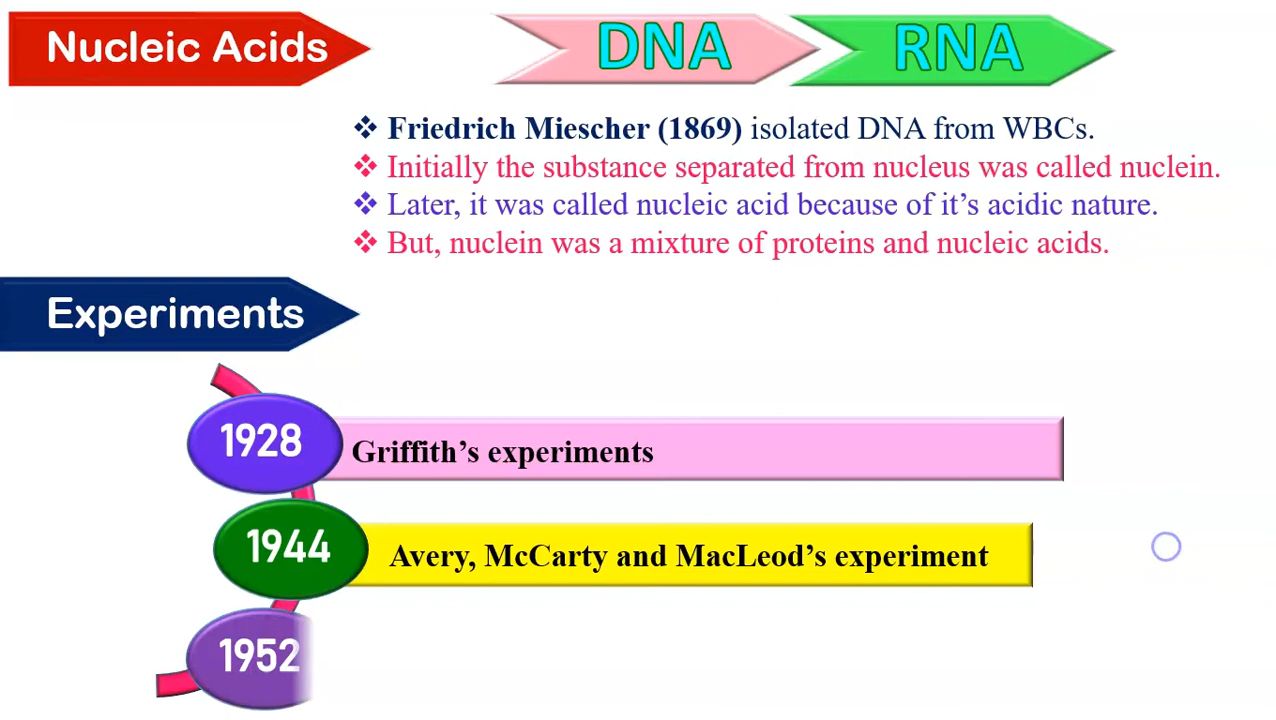 Nucleic Acids
DNA
RNA
❖ Friedrich Miescher (1869) isolated DNA from WBCs.
❖ Initially the substance separated from nucleus was called nuclein.
❖ Later, it was called nucleic acid because of it’s acidic nature.
❖ But, nuclein was a mixture of proteins and nucleic acids.
Experiments
1928
Griffith’s experiments
1944
Avery, McCarty and MacLeod’s experiment
1952